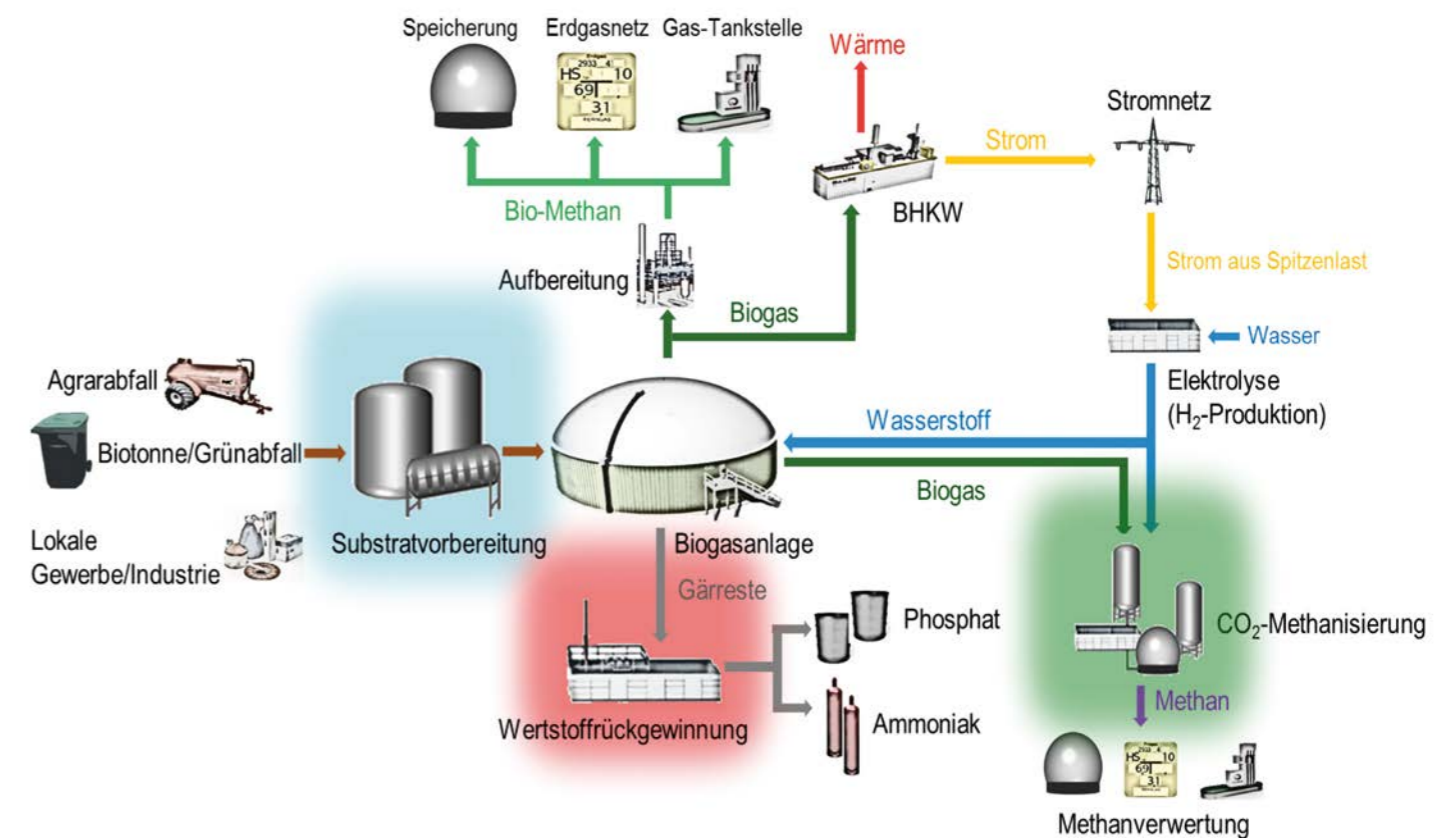 Speicherung
Erdgasnetz
Gas-Tankstelle
Wärme
Stromnetz
Strom
Bio-Methan
BHKW
Aufbereitung
Strom aus Spitzenlast
Biogas
Wasser
Agrarabfall
Elektrolyse
(H₂-Produktion)
Wasserstoff
Biotonne/Grünabfall
Biogas
Lokale
Gewerbe/Industrie
Substratvorbereitung
Biogasanlage
Gärreste
Phosphat
CO₂-Methanisierung
Methan
Wertstoffrückgewinnung
Ammoniak
Methanverwertung